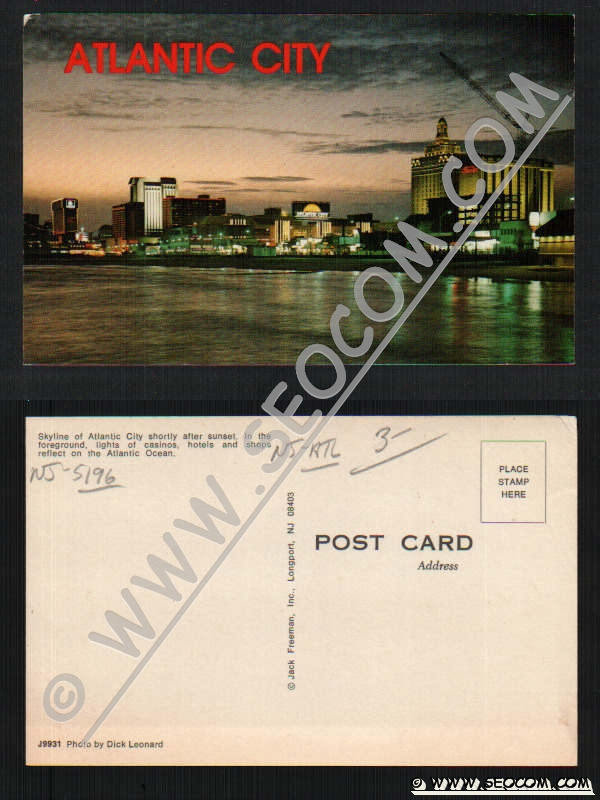 ATLANTIC CITY
© WWW.SEOCOM.COM
Skyline of Atlantic City shortly after sunset. In the
foreground, lights of casinos, hotels and shops
reflect on the Atlantic Ocean.
NJ-ATL 3-
NJ-5196
PLACE
STAMP
HERE
POST CARD
Address
© Jack Freeman, Inc., Longport, NJ 08403
J9931 Photo by Dick Leonard
© WWW.SEOCOM.COM